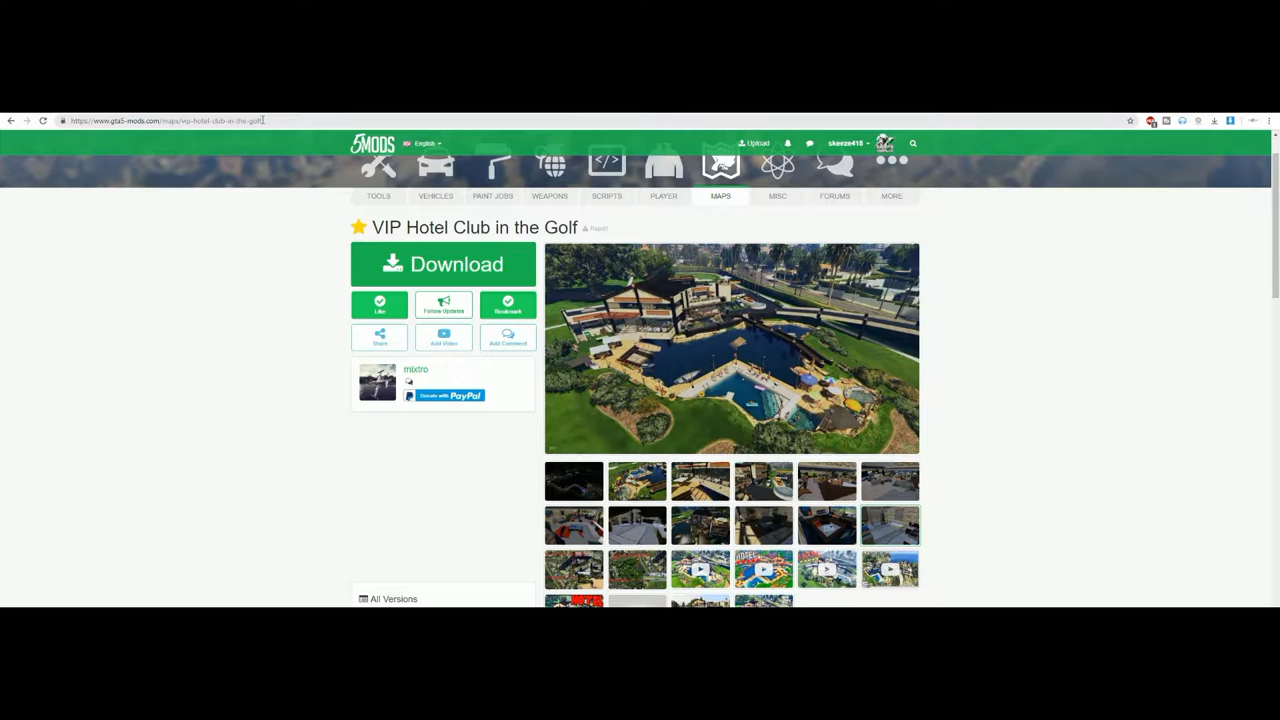 https://www.gta5-mods.com/maps/vip-hotel-club-in-the-golf
5MODS English Upload skeeze415
TOOLS VEHICLES PAINT JOBS WEAPONS SCRIPTS PLAYER MAPS MISC FORUMS MORE
VIP Hotel Club in the Golf Report
Download
Like Follow Updates Bookmark
Share Add Video Add Comment
mixtro
Donate with PayPal
All Versions